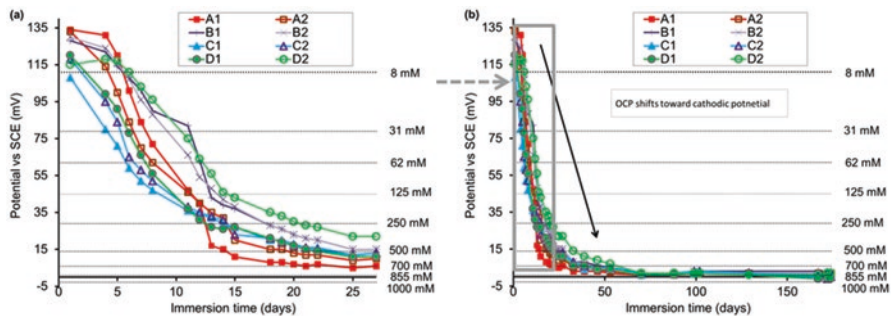 (a)
A1 A2
B1 B2
C1 C2
D1 D2
135
115
95
75
55
35
15
-5
Potential vs SCE (mV)
8 mM
31 mM
62 mM
125 mM
250 mM
500 mM
700 mM
855 mM
1000 mM
0 5 10 15 20 25
Immersion time (days)
(b)
A1 A2
B1 B2
C1 C2
D1 D2
135
115
95
75
55
35
15
-5
Potential vs SCE (mV)
OCP shifts toward cathodic potnetial
8 mM
31 mM
62 mM
125 mM
250 mM
500 mM
700 mM
855 mM
1000 mM
0 50 100 150
Immersion time (days)